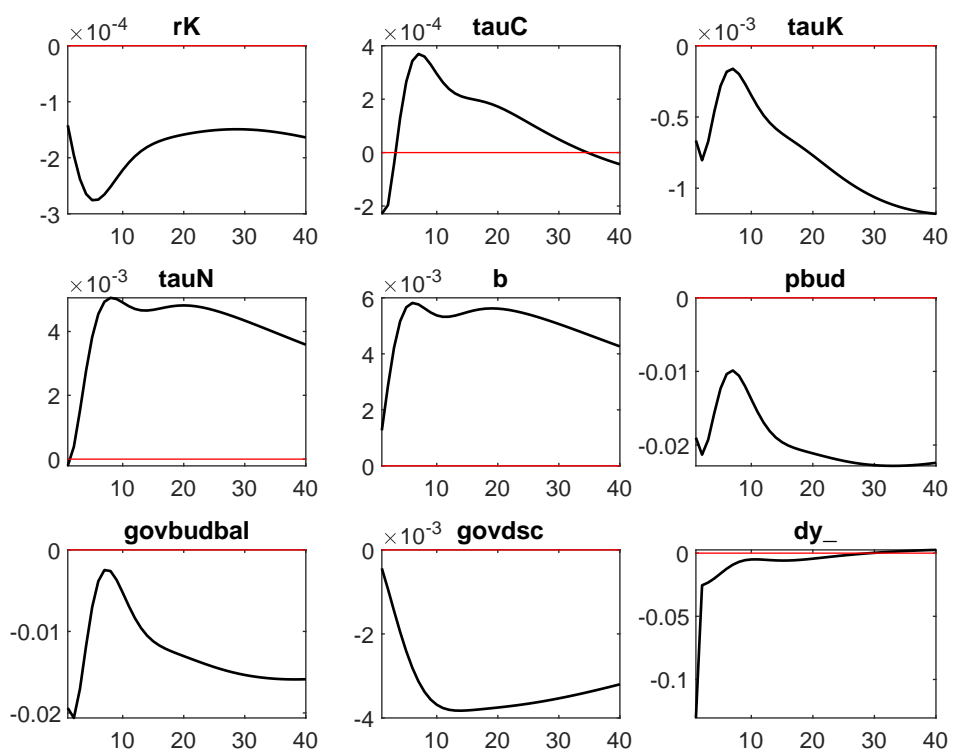 ×10⁻⁴ rK
0
-1
-2
-3
10 20 30 40
×10⁻⁴ tauC
4
2
0
-2
10 20 30 40
×10⁻³ tauK
0
-0.5
-1
10 20 30 40
×10⁻³ tauN
4
2
0
10 20 30 40
×10⁻³ b
6
4
2
0
10 20 30 40
pbud
0
-0.01
-0.02
10 20 30 40
govbudbal
0
-0.01
-0.02
10 20 30 40
×10⁻³ govdsc
0
-2
-4
10 20 30 40
dy_
0
-0.05
-0.1
10 20 30 40